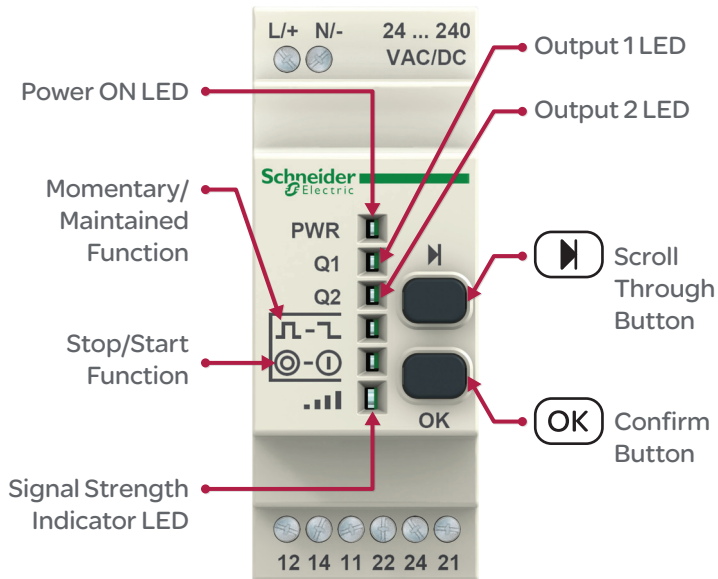 L/+ N/- 24 ... 240
VAC/DC
Output 1 LED
Power ON LED
Output 2 LED
Schneider
Electric
Momentary/
Maintained
Function
PWR
Q1
Q2
Scroll
Through
Button
Stop/Start
Function
OK
OK
Confirm
Button
Signal Strength
Indicator LED
12 14 11 22 24 21